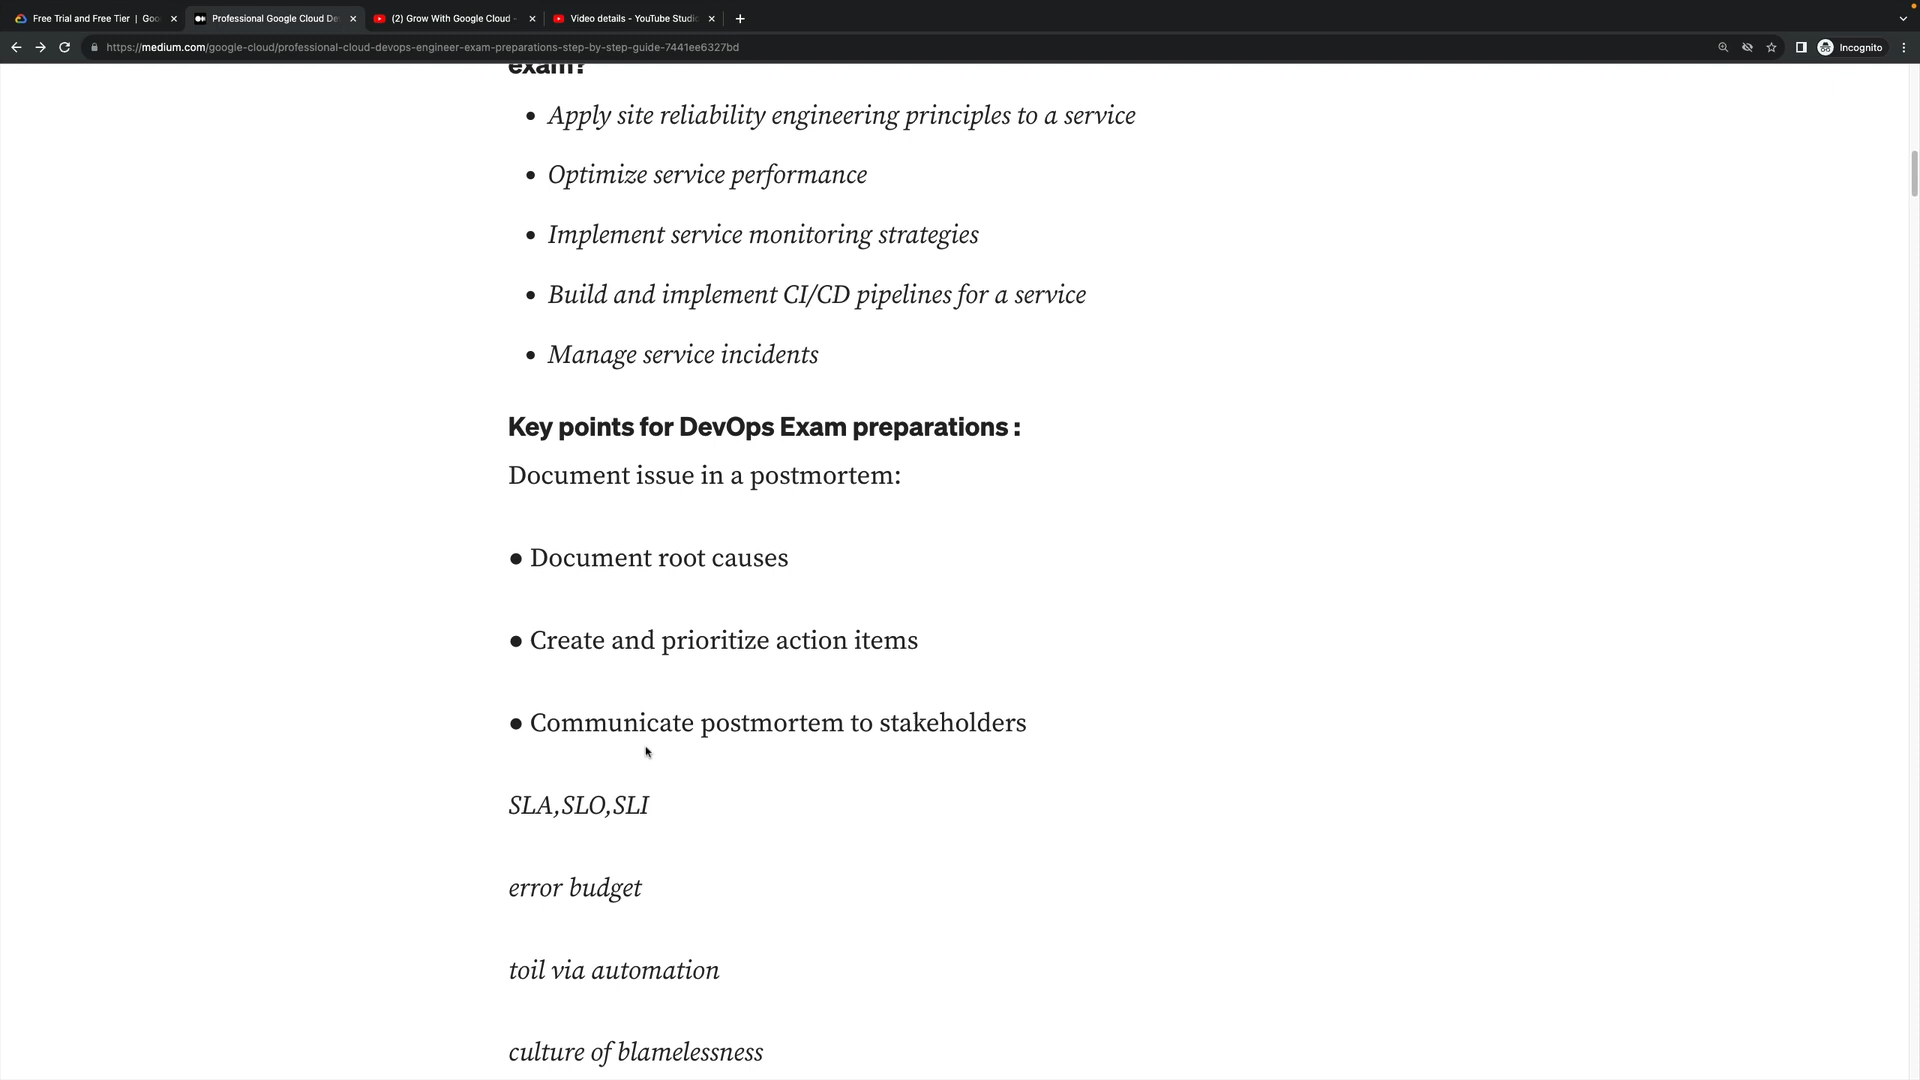 Free Trial and Free Tier | Goo
Professional Google Cloud De
(2) Grow With Google Cloud -
Video details - YouTube Studio
https://medium.com/google-cloud/professional-cloud-devops-engineer-exam-preparations-step-by-step-guide-7441ee6327bd
Incognito
exam?
• Apply site reliability engineering principles to a service
• Optimize service performance
• Implement service monitoring strategies
• Build and implement CI/CD pipelines for a service
• Manage service incidents
Key points for DevOps Exam preparations :
Document issue in a postmortem:
● Document root causes
● Create and prioritize action items
● Communicate postmortem to stakeholders
SLA,SLO,SLI
error budget
toil via automation
culture of blamelessness